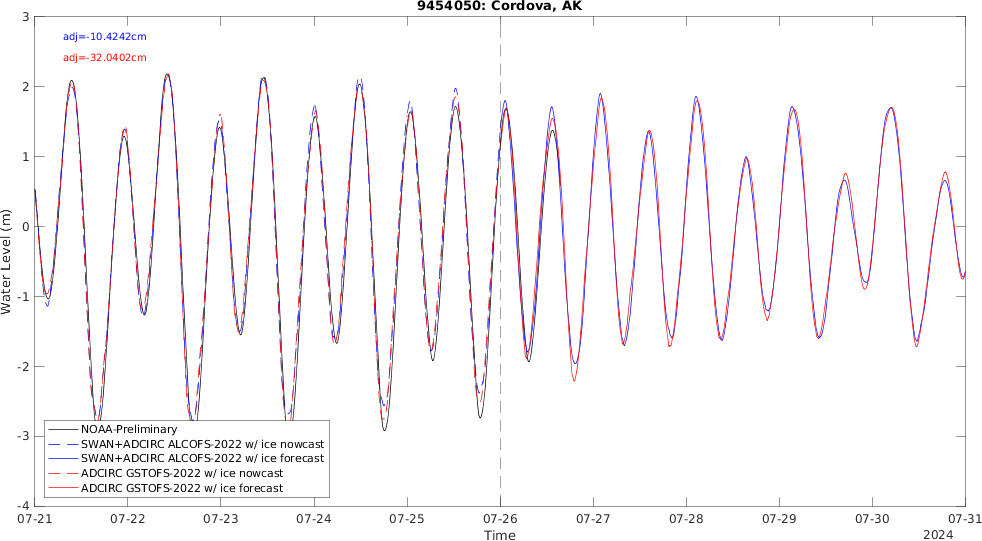 9454050: Cordova, AK
adj=-10.4242cm
adj=-32.0402cm
3
2
1
0
-1
-2
-3
-4
Water Level (m)
NOAA-Preliminary
SWAN+ADCIRC ALCOFS-2022 w/ ice nowcast
SWAN+ADCIRC ALCOFS-2022 w/ ice forecast
ADCIRC GSTOFS-2022 w/ ice nowcast
ADCIRC GSTOFS-2022 w/ ice forecast
07-21 07-22 07-23 07-24 07-25 07-26 07-27 07-28 07-29 07-30 07-31
Time
2024